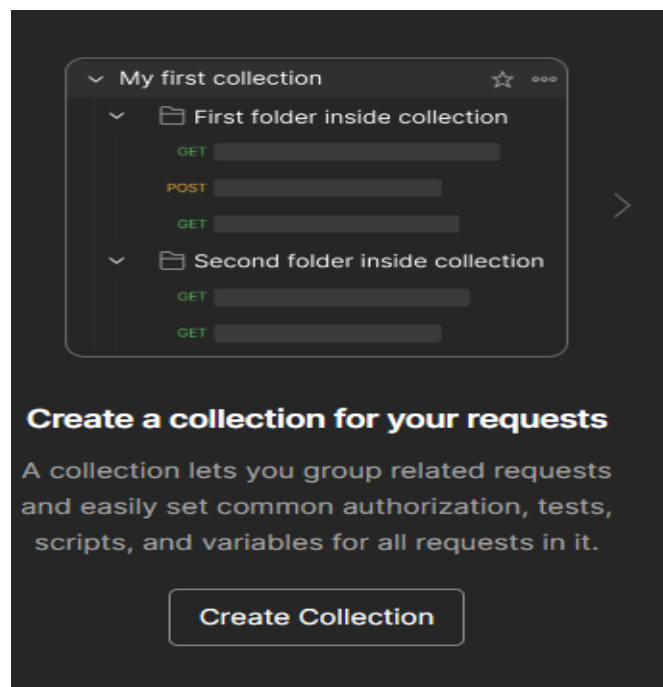 My first collection
First folder inside collection
GET
POST
GET
Second folder inside collection
GET
GET
Create a collection for your requests
A collection lets you group related requests
and easily set common authorization, tests,
scripts, and variables for all requests in it.
Create Collection